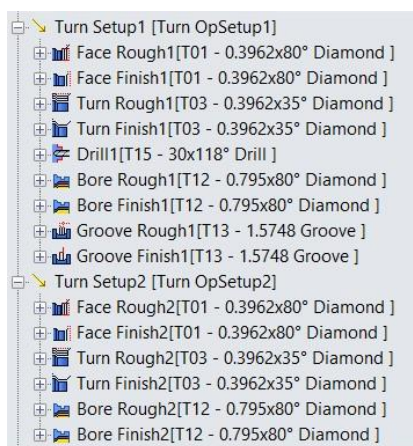 Turn Setup1 [Turn OpSetup1]
Face Rough1[T01 - 0.3962x80° Diamond ]
Face Finish1[T01 - 0.3962x80° Diamond ]
Turn Rough1[T03 - 0.3962x35° Diamond ]
Turn Finish1[T03 - 0.3962x35° Diamond ]
Drill1[T15 - 30x118° Drill ]
Bore Rough1[T12 - 0.795x80° Diamond ]
Bore Finish1[T12 - 0.795x80° Diamond ]
Groove Rough1[T13 - 1.5748 Groove ]
Groove Finish1[T13 - 1.5748 Groove ]
Turn Setup2 [Turn OpSetup2]
Face Rough2[T01 - 0.3962x80° Diamond ]
Face Finish2[T01 - 0.3962x80° Diamond ]
Turn Rough2[T03 - 0.3962x35° Diamond ]
Turn Finish2[T03 - 0.3962x35° Diamond ]
Bore Rough2[T12 - 0.795x80° Diamond ]
Bore Finish2[T12 - 0.795x80° Diamond ]